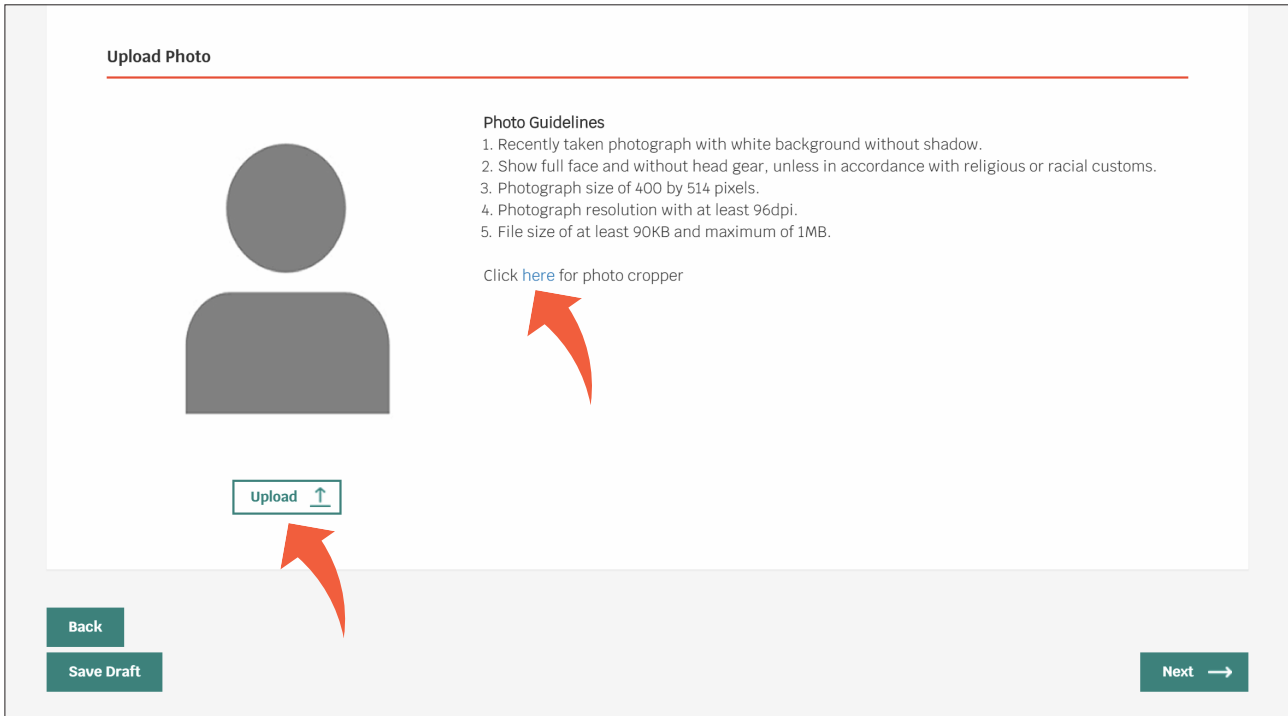 Upload Photo
Photo Guidelines
1. Recently taken photograph with white background without shadow.
2. Show full face and without head gear, unless in accordance with religious or racial customs.
3. Photograph size of 400 by 514 pixels.
4. Photograph resolution with at least 96dpi.
5. File size of at least 90KB and maximum of 1MB.
Click here for photo cropper
Upload
Back
Save Draft
Next